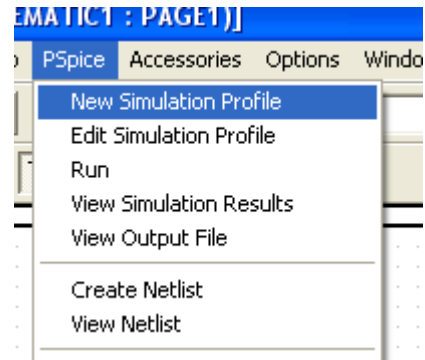 EMATIC1 : PAGE1)]
PSpice Accessories Options Windo
New Simulation Profile
Edit Simulation Profile
Run
View Simulation Results
View Output File
Create Netlist
View Netlist